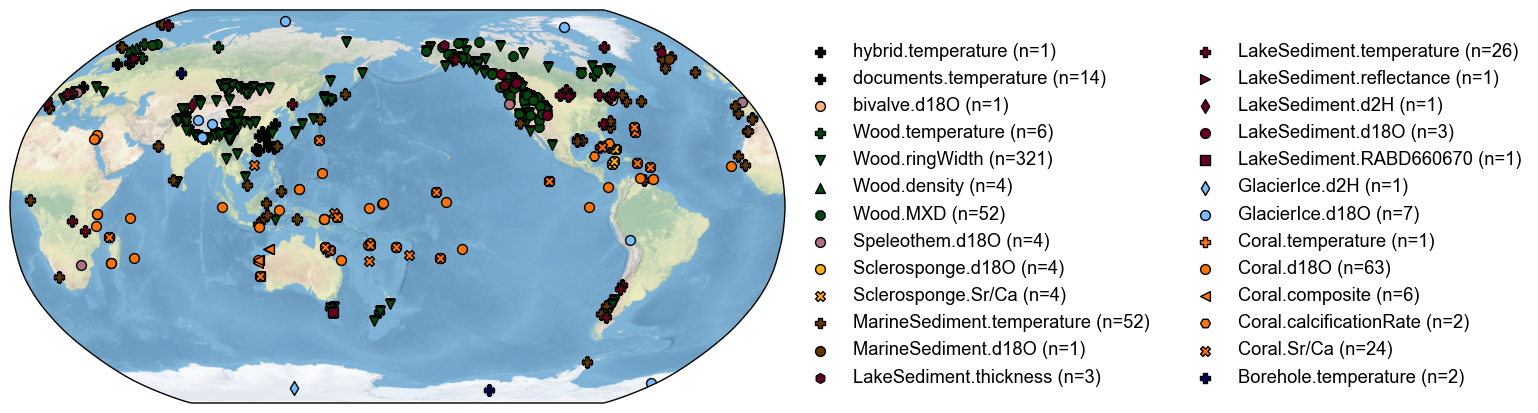 hybrid.temperature (n=1)
documents.temperature (n=14)
bivalve.d18O (n=1)
Wood.temperature (n=6)
Wood.ringWidth (n=321)
Wood.density (n=4)
Wood.MXD (n=52)
Speleothem.d18O (n=4)
Sclerosponge.d18O (n=4)
Sclerosponge.Sr/Ca (n=4)
MarineSediment.temperature (n=52)
MarineSediment.d18O (n=1)
LakeSediment.thickness (n=3)
LakeSediment.temperature (n=26)
LakeSediment.reflectance (n=1)
LakeSediment.d2H (n=1)
LakeSediment.d18O (n=3)
LakeSediment.RABD660670 (n=1)
GlacierIce.d2H (n=1)
GlacierIce.d18O (n=7)
Coral.temperature (n=1)
Coral.d18O (n=63)
Coral.composite (n=6)
Coral.calcificationRate (n=2)
Coral.Sr/Ca (n=24)
Borehole.temperature (n=2)